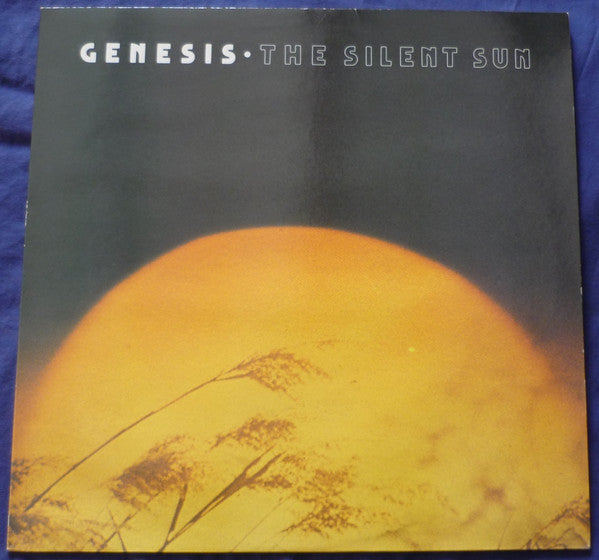 GENESIS • THE SILENT SUN